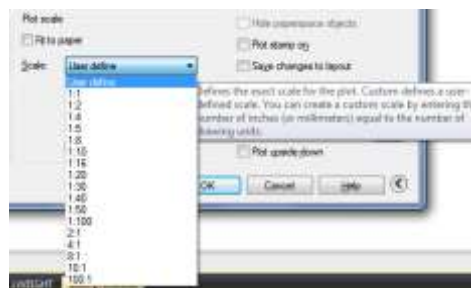 Plot scale
Fit to paper
Scale: User define
User define
1:1
1:2
1:4
1:5
1:8
1:10
1:16
1:20
1:30
1:40
1:50
1:100
2:1
4:1
8:1
10:1
100:1
Hide paperspace objects
Plot stamp on
Save changes to layout
Defines the exact scale for the plot. Custom defines a user-
defined scale. You can create a custom scale by entering th
number of inches (or millimeters) equal to the number of
drawing units.
Plot upside-down
OK
Cancel
Help